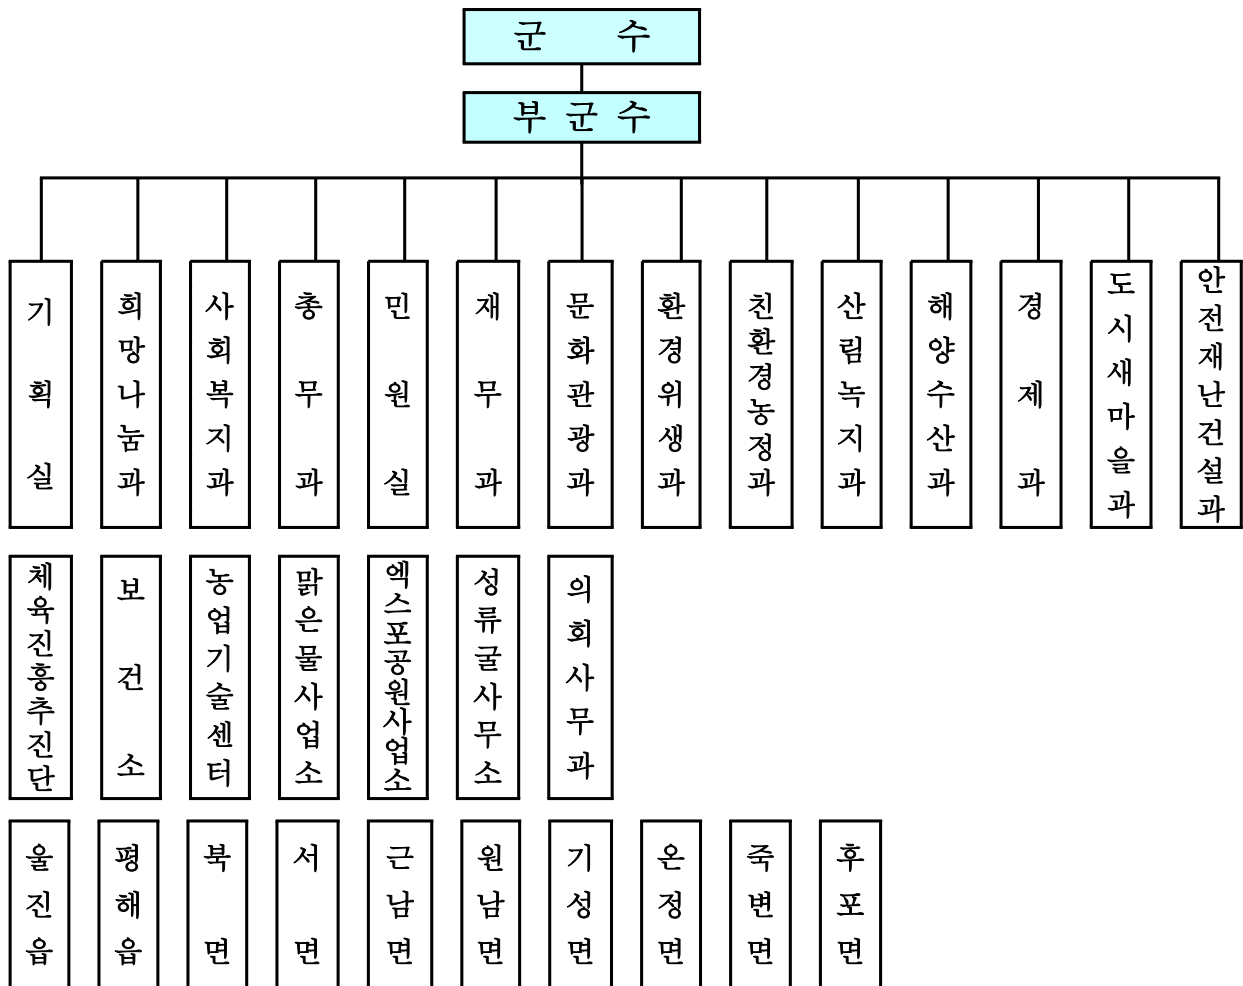 군 수
부 군 수
기획실
희망나눔과
사회복지과
총무과
민원실
재무과
문화관광과
환경위생과
친환경농정과
산림녹지과
해양수산과
경제과
도시새마을과
안전재난건설과
체육진흥추진단
보건소
농업기술센터
맑은물사업소
엑스포공원사업소
성류굴사무소
의회사무과
울진읍
평해읍
북면
서면
근남면
원남면
기성면
온정면
죽변면
후포면